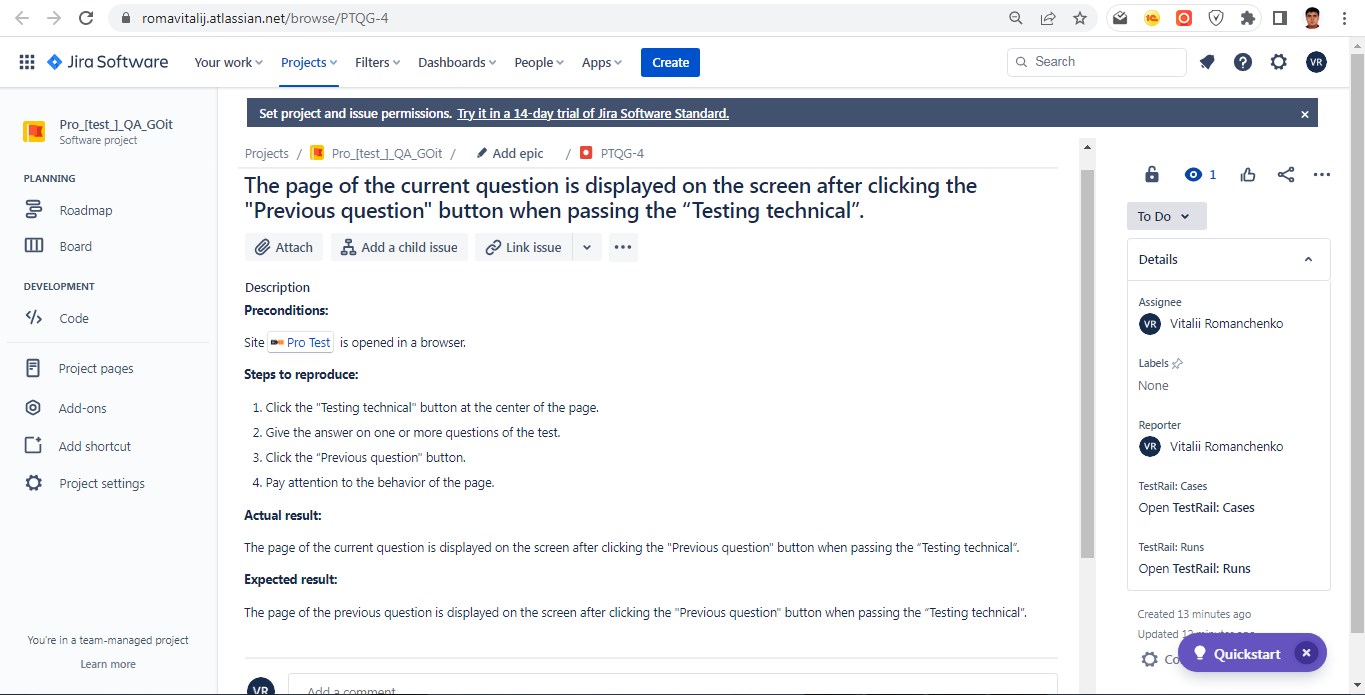 romavitalij.atlassian.net/browse/PTQG-4
Jira Software
Your work
Projects
Filters
Dashboards
People
Apps
Create
Search
VR
Pro_[test_]_QA_GOit
Software project
PLANNING
Roadmap
Board
DEVELOPMENT
Code
Project pages
Add-ons
Add shortcut
Project settings
You're in a team-managed project
Learn more
Set project and issue permissions. Try it in a 14-day trial of Jira Software Standard.
Projects / Pro_[test_]_QA_GOit / Add epic / PTQG-4
The page of the current question is displayed on the screen after clicking the
"Previous question" button when passing the “Testing technical”.
Attach
Add a child issue
Link issue
Description
Preconditions:
Site Pro Test is opened in a browser.
Steps to reproduce:
1. Click the "Testing technical" button at the center of the page.
2. Give the answer on one or more questions of the test.
3. Click the “Previous question" button.
4. Pay attention to the behavior of the page.
Actual result:
The page of the current question is displayed on the screen after clicking the "Previous question" button when passing the “Testing technical”.
Expected result:
The page of the previous question is displayed on the screen after clicking the "Previous question" button when passing the “Testing technical”.
VR
Add a comment
1
To Do
Details
Assignee
VR Vitalii Romanchenko
Labels
None
Reporter
VR Vitalii Romanchenko
TestRail: Cases
Open TestRail: Cases
TestRail: Runs
Open TestRail: Runs
Created 13 minutes ago
Updated 12 minutes ago
Quickstart